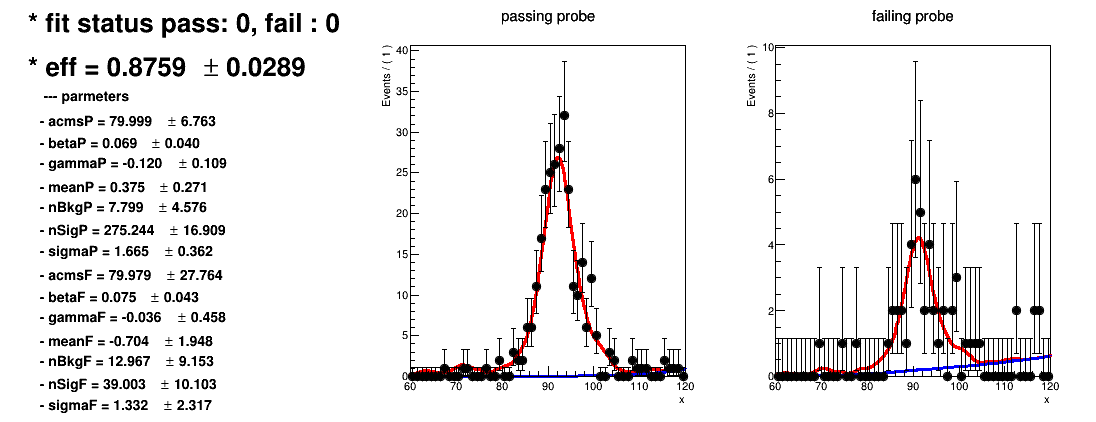 * fit status pass: 0, fail : 0
* eff = 0.8759 ± 0.0289
--- parmeters
- acmsP = 79.999 ± 6.763
- betaP = 0.069 ± 0.040
- gammaP = -0.120 ± 0.109
- meanP = 0.375 ± 0.271
- nBkgP = 7.799 ± 4.576
- nSigP = 275.244 ± 16.909
- sigmaP = 1.665 ± 0.362
- acmsF = 79.979 ± 27.764
- betaF = 0.075 ± 0.043
- gammaF = -0.036 ± 0.458
- meanF = -0.704 ± 1.948
- nBkgF = 12.967 ± 9.153
- nSigF = 39.003 ± 10.103
- sigmaF = 1.332 ± 2.317
passing probe
Events / ( 1 )
40
35
30
25
20
15
10
5
0
60 70 80 90 100 110 120
x
failing probe
Events / ( 1 )
10
8
6
4
2
0
60 70 80 90 100 110 120
x